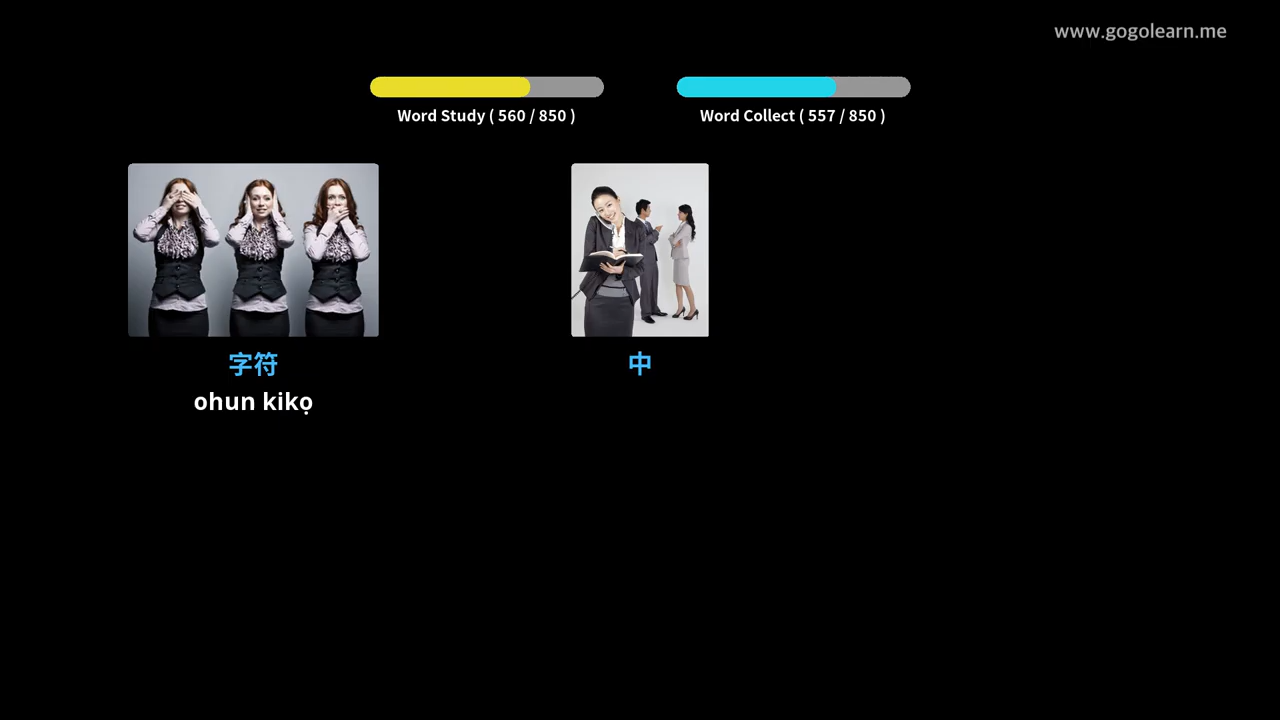 www.gogolearn.me
Word Study ( 560 / 850 )
Word Collect ( 557 / 850 )
字符
中
ohun kikọ